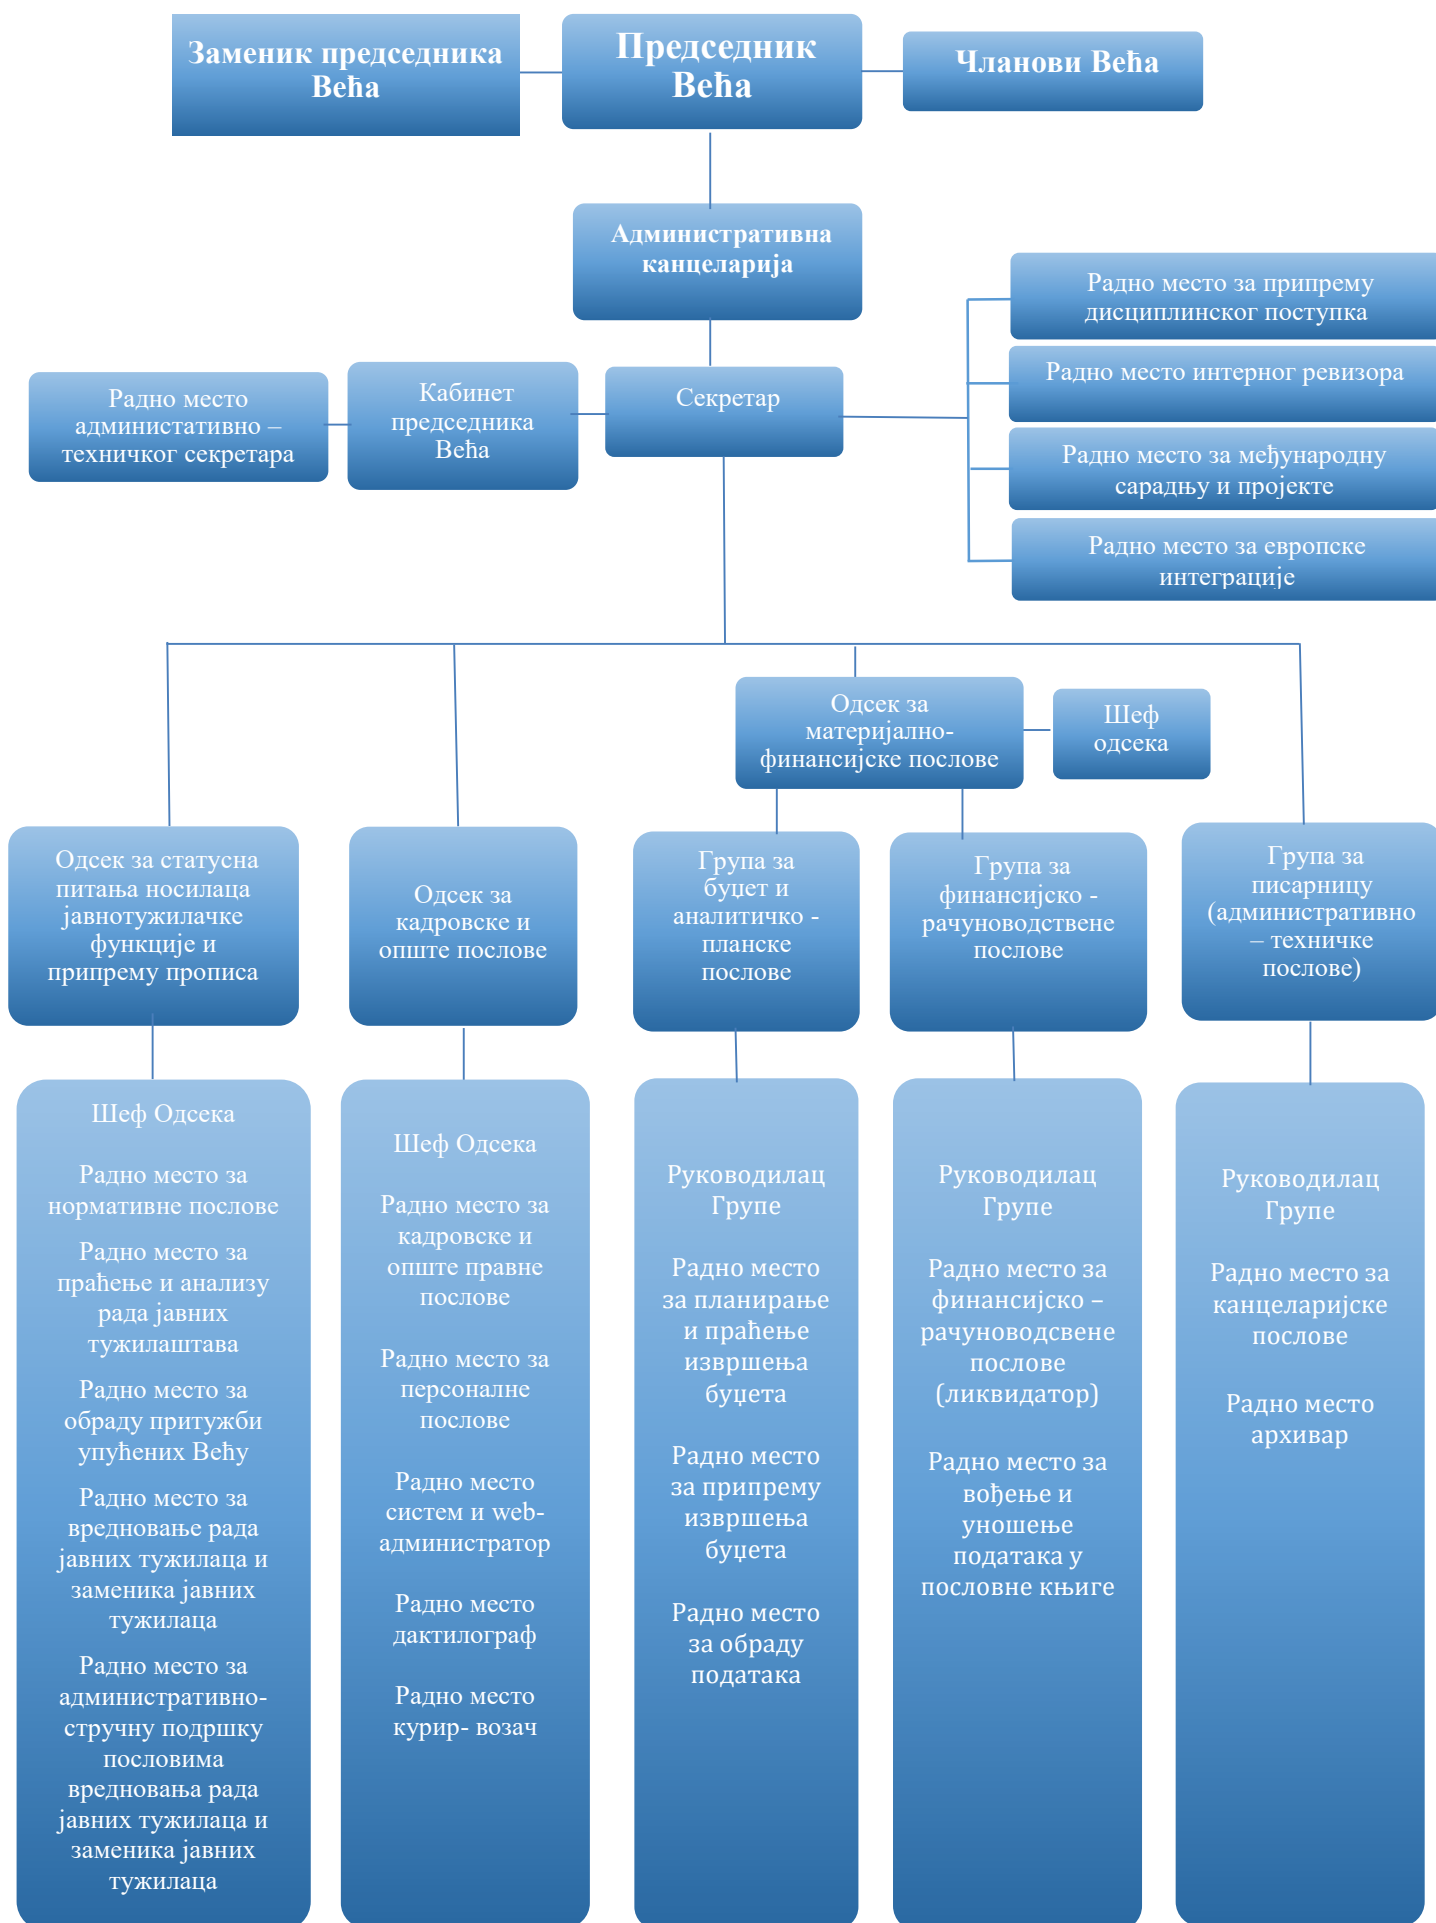 Заменик председника
Већа
Председник
Већа
Чланови Већа
Административна
канцеларија
Радно место за припрему
дисциплинског поступка
Радно место интерног ревизора
Радно место за међународну
сарадњу и пројекте
Радно место за европске
интеграције
Радно место
администативно –
техничког секретара
Кабинет
председника
Већа
Секретар
Одсек за
материјално-
финансијске послове
Шеф
одсека
Одсек за статусна
питања носилаца
јавнотужилачке
функције и
припрему прописа
Одсек за
кадровске и
опште послове
Група за
буџет и
аналитичко -
планске
послове
Група за
финансијско -
рачуноводствене
послове
Група за
писарницу
(административно
– техничке
послове)
Шеф Одсека
Радно место за
нормативне послове
Радно место за
праћење и анализу
рада јавних
тужилаштава
Радно место за
обраду притужби
упућених Већу
Радно место за
вредновање рада
јавних тужилаца и
заменика јавних
тужилаца
Радно место за
административно-
стручну подршку
пословима
вредновања рада
јавних тужилаца и
заменика јавних
тужилаца
Шеф Одсека
Радно место за
кадровске и
опште правне
послове
Радно место за
персоналне
послове
Радно место
систем и web-
администратор
Радно место
дактилограф
Радно место
курир- возач
Руководилац
Групе
Радно место
за планирање
и праћење
извршења
буџета
Радно место
за припрему
извршења
буџета
Радно место
за обраду
података
Руководилац
Групе
Радно место за
финансијско –
рачуноводсвене
послове
(ликвидатор)
Радно место за
вођење и
уношење
података у
пословне књиге
Руководилац
Групе
Радно место за
канцеларијске
послове
Радно место
архивар